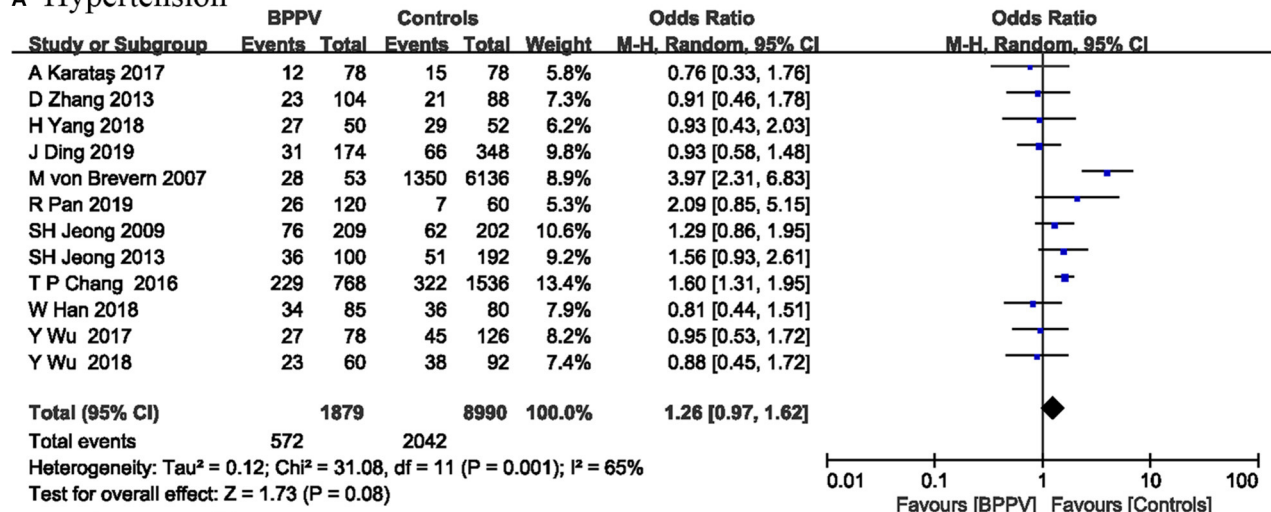 A Hypertension
BPPV Controls Odds Ratio Odds Ratio
Study or Subgroup Events Total Events Total Weight M-H, Random, 95% CI M-H, Random, 95% CI
A Karataş 2017 12 78 15 78 5.8% 0.76 [0.33, 1.76]
D Zhang 2013 23 104 21 88 7.3% 0.91 [0.46, 1.78]
H Yang 2018 27 50 29 52 6.2% 0.93 [0.43, 2.03]
J Ding 2019 31 174 66 348 9.8% 0.93 [0.58, 1.48]
M von Brevern 2007 28 53 1350 6136 8.9% 3.97 [2.31, 6.83]
R Pan 2019 26 120 7 60 5.3% 2.09 [0.85, 5.15]
SH Jeong 2009 76 209 62 202 10.6% 1.29 [0.86, 1.95]
SH Jeong 2013 36 100 51 192 9.2% 1.56 [0.93, 2.61]
T P Chang 2016 229 768 322 1536 13.4% 1.60 [1.31, 1.95]
W Han 2018 34 85 36 80 7.9% 0.81 [0.44, 1.51]
Y Wu 2017 27 78 45 126 8.2% 0.95 [0.53, 1.72]
Y Wu 2018 23 60 38 92 7.4% 0.88 [0.45, 1.72]
Total (95% CI) 1879 8990 100.0% 1.26 [0.97, 1.62]
Total events 572 2042
Heterogeneity: Tau² = 0.12; Chi² = 31.08, df = 11 (P = 0.001); I² = 65%
Test for overall effect: Z = 1.73 (P = 0.08)
0.01 0.1 1 10 100
Favours [BPPV] Favours [Controls]